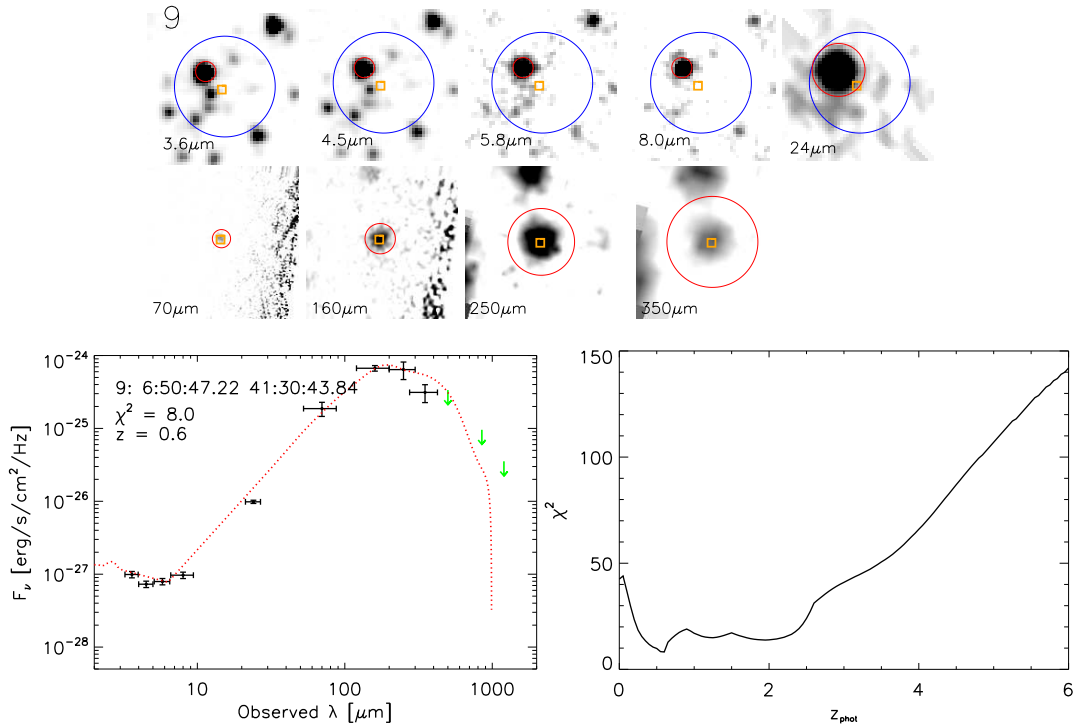 9
3.6μm
4.5μm
5.8μm
8.0μm
24μm
70μm
160μm
250μm
350μm
9: 6:50:47.22 41:30:43.84
χ² = 8.0
z = 0.6
10⁻²⁴
10⁻²⁵
10⁻²⁶
10⁻²⁷
10⁻²⁸
F_ν [erg/s/cm²/Hz]
10
100
1000
Observed λ [μm]
150
100
50
0
χ²
0
2
4
6
z_phot